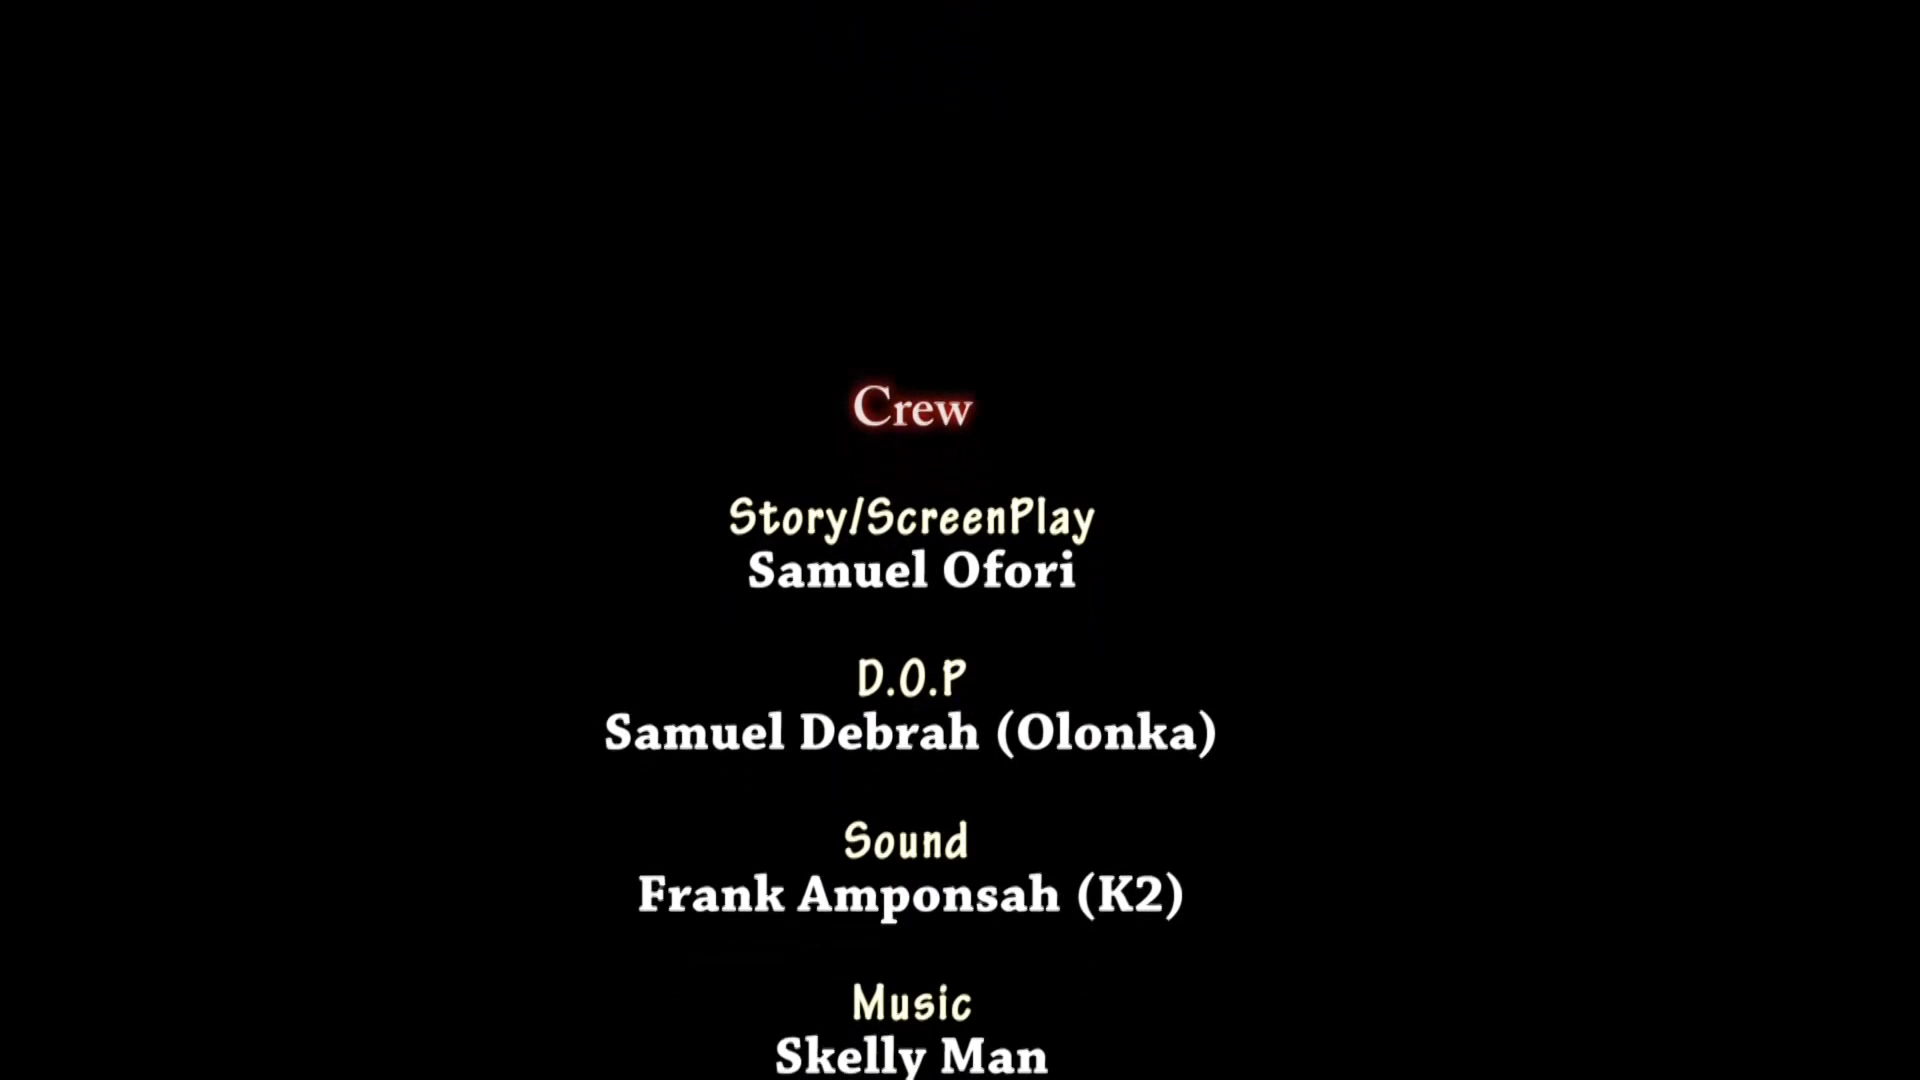 Crew
Story/ScreenPlay
Samuel Ofori
D.O.P
Samuel Debrah (Olonka)
Sound
Frank Amponsah (K2)
Music
Skelly Man